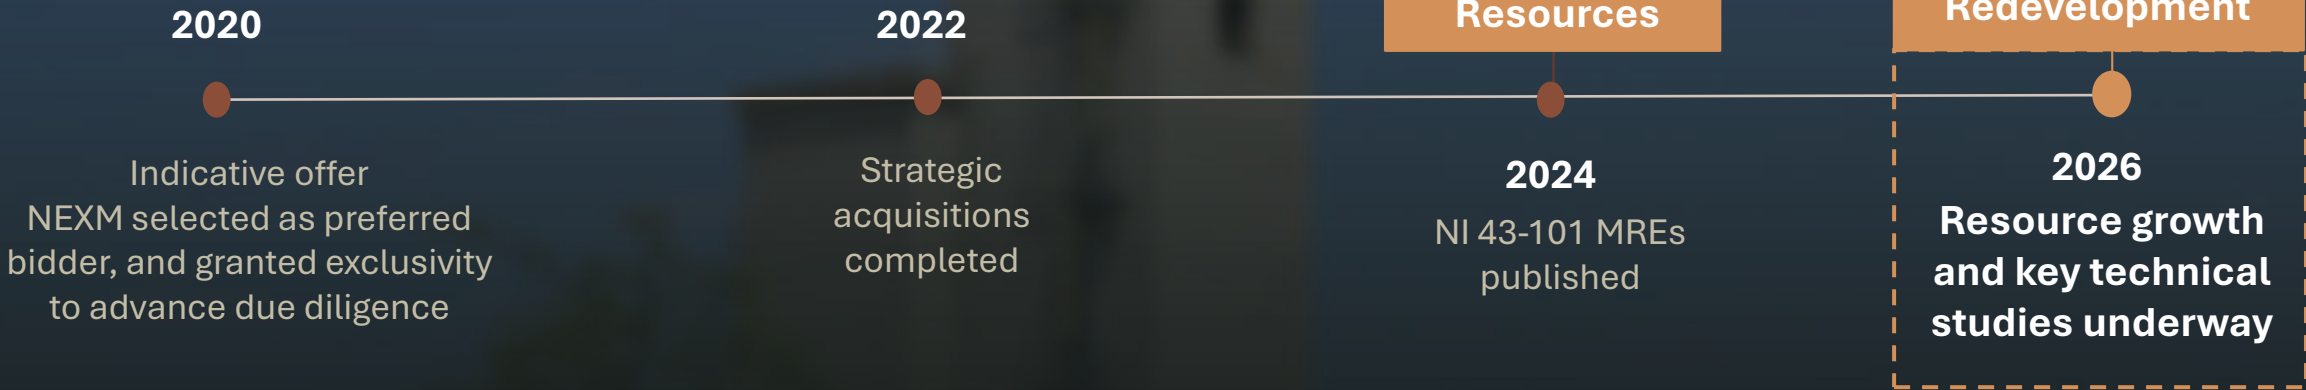 2020
Indicative offer
NEXM selected as preferred
bidder, and granted exclusivity
to advance due diligence
2022
Strategic
acquisitions
completed
Resources
2024
NI 43-101 MREs
published
Redevelopment
2026
Resource growth
and key technical
studies underway